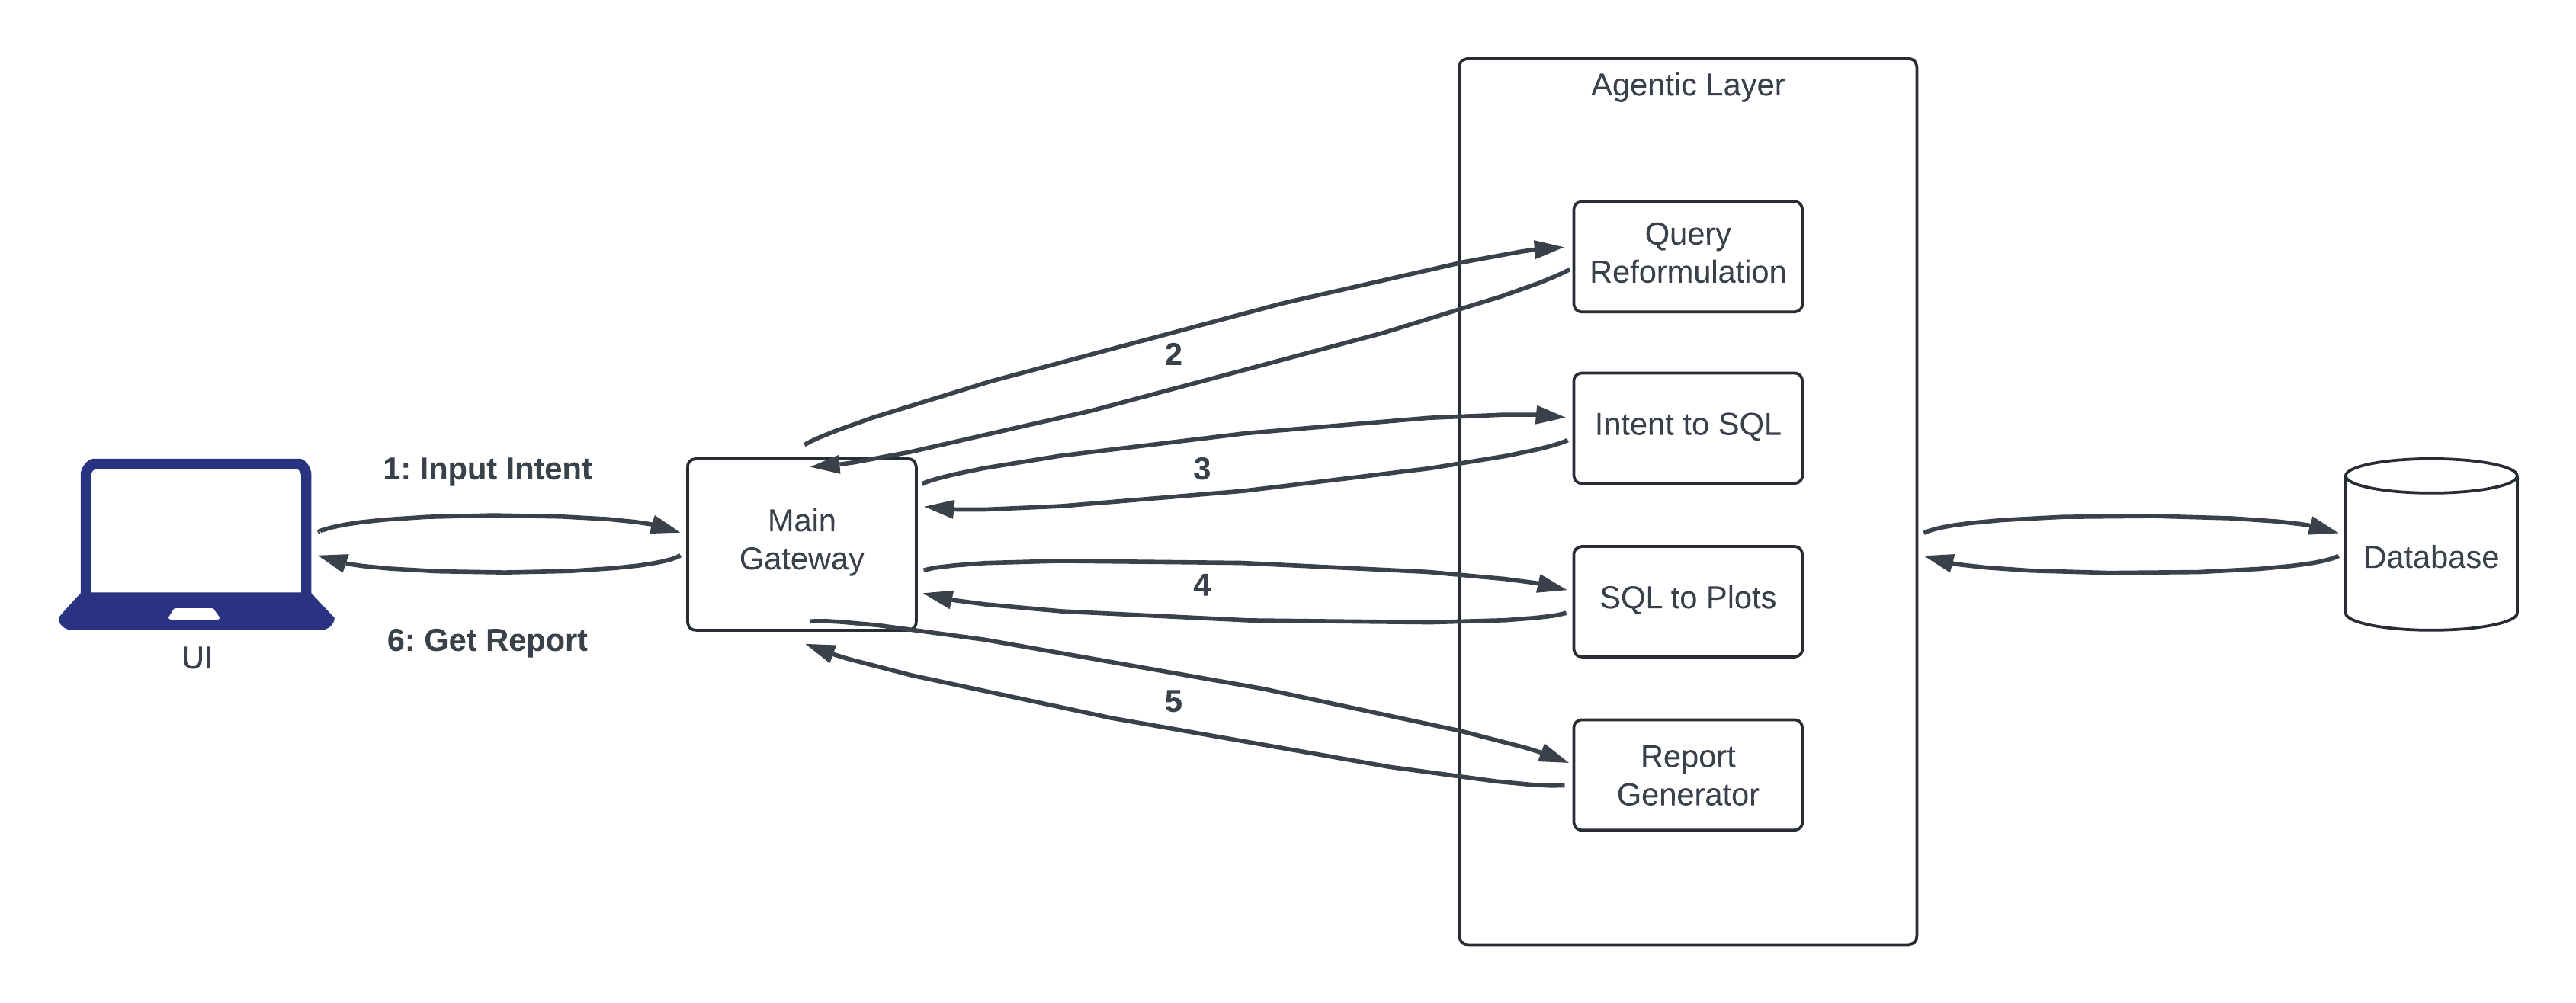 Agentic Layer
Query
Reformulation
2
Intent to SQL
1: Input Intent
3
Main
Gateway
Database
4
SQL to Plots
6: Get Report
UI
5
Report
Generator